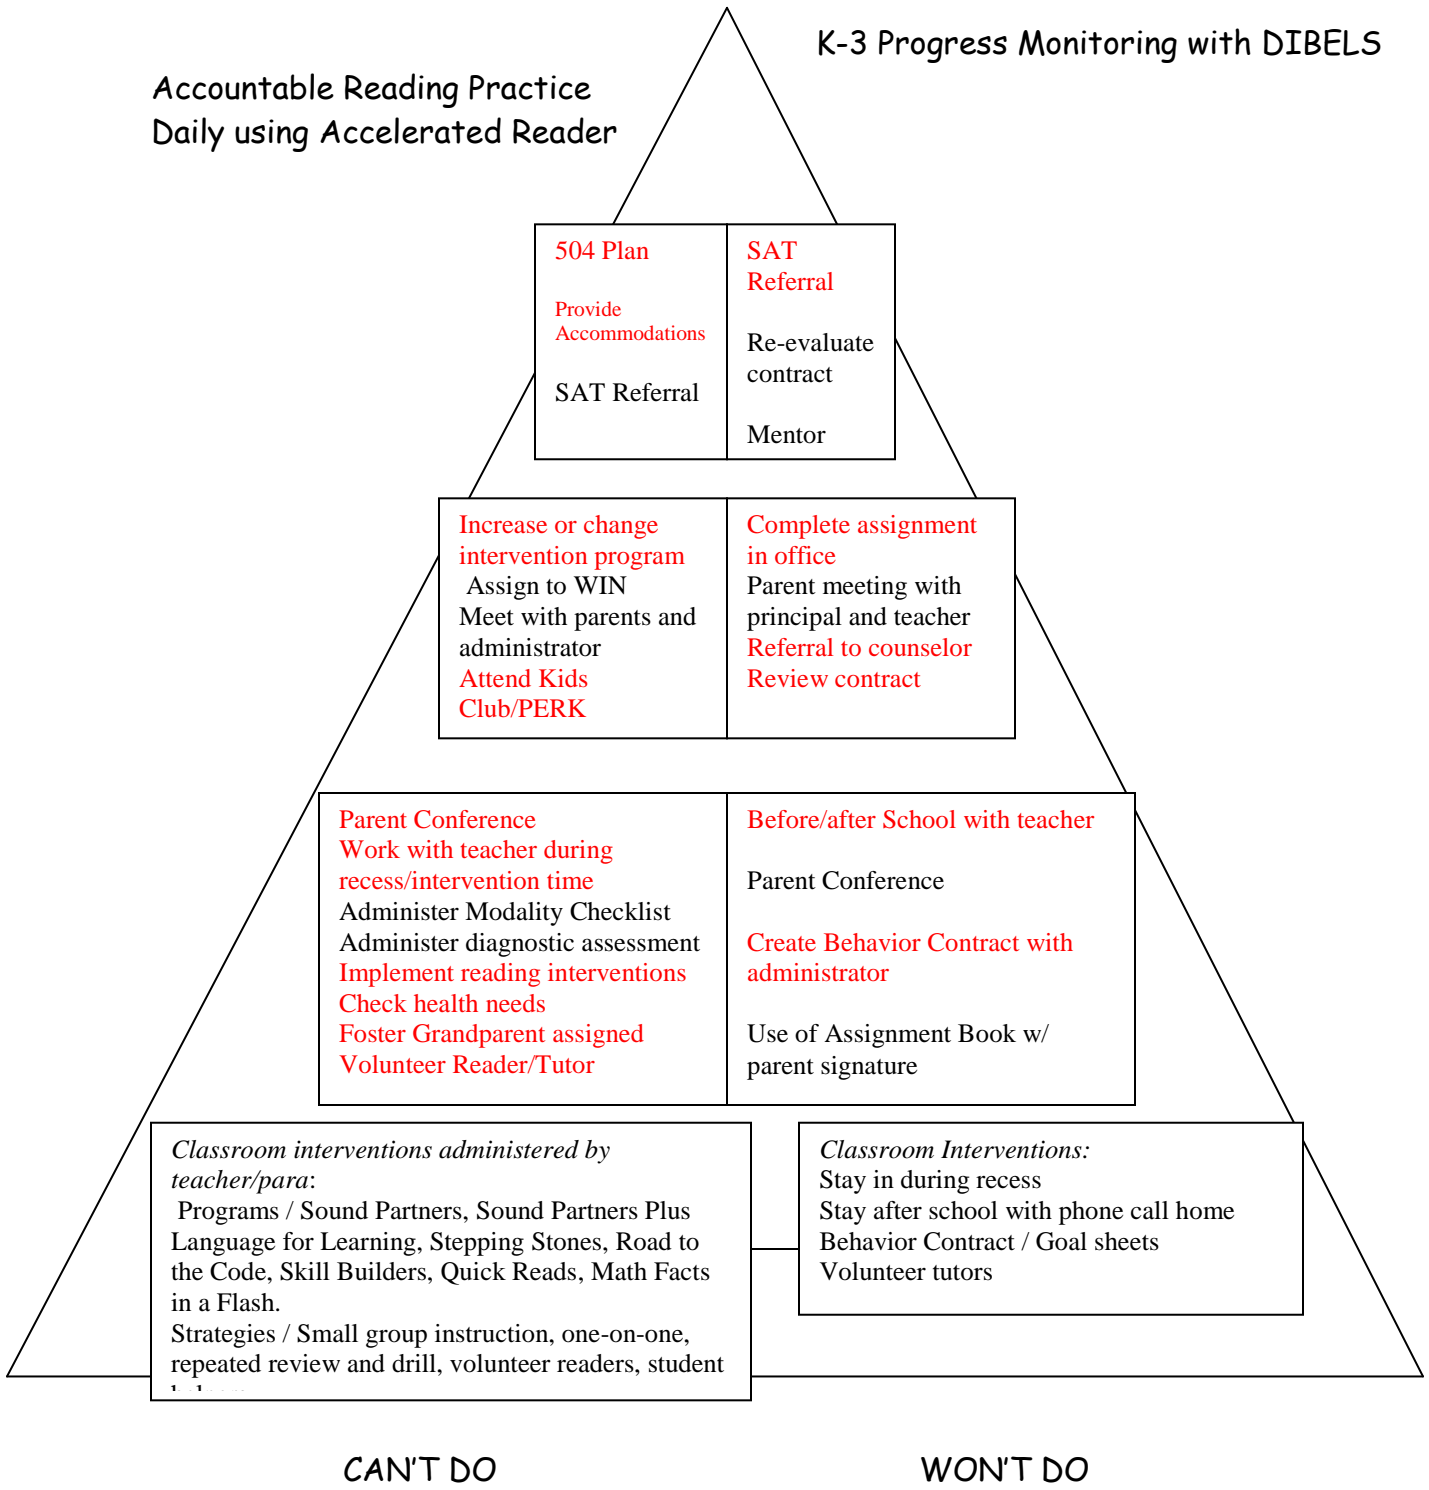 K-3 Progress Monitoring with DIBELS
Accountable Reading Practice
Daily using Accelerated Reader
504 Plan
Provide
Accommodations
SAT Referral
SAT
Referral
Re-evaluate
contract
Mentor
Increase or change
intervention program
Assign to WIN
Meet with parents and
administrator
Attend Kids
Club/PERK
Complete assignment
in office
Parent meeting with
principal and teacher
Referral to counselor
Review contract
Parent Conference
Work with teacher during
recess/intervention time
Administer Modality Checklist
Administer diagnostic assessment
Implement reading interventions
Check health needs
Foster Grandparent assigned
Volunteer Reader/Tutor
Before/after School with teacher
Parent Conference
Create Behavior Contract with
administrator
Use of Assignment Book w/
parent signature
Classroom interventions administered by
teacher/para:
Programs / Sound Partners, Sound Partners Plus
Language for Learning, Stepping Stones, Road to
the Code, Skill Builders, Quick Reads, Math Facts
in a Flash.
Strategies / Small group instruction, one-on-one,
repeated review and drill, volunteer readers, student
Classroom Interventions:
Stay in during recess
Stay after school with phone call home
Behavior Contract / Goal sheets
Volunteer tutors
CAN'T DO
WON'T DO